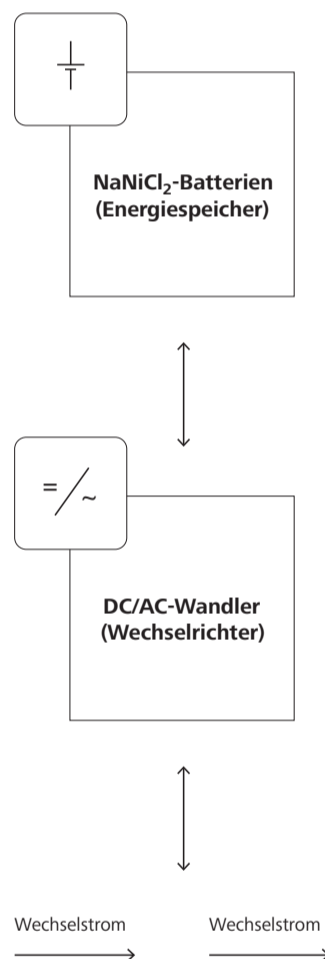 NaNiCl₂-Batterien
(Energiespeicher)
=/~
DC/AC-Wandler
(Wechselrichter)
Wechselstrom Wechselstrom